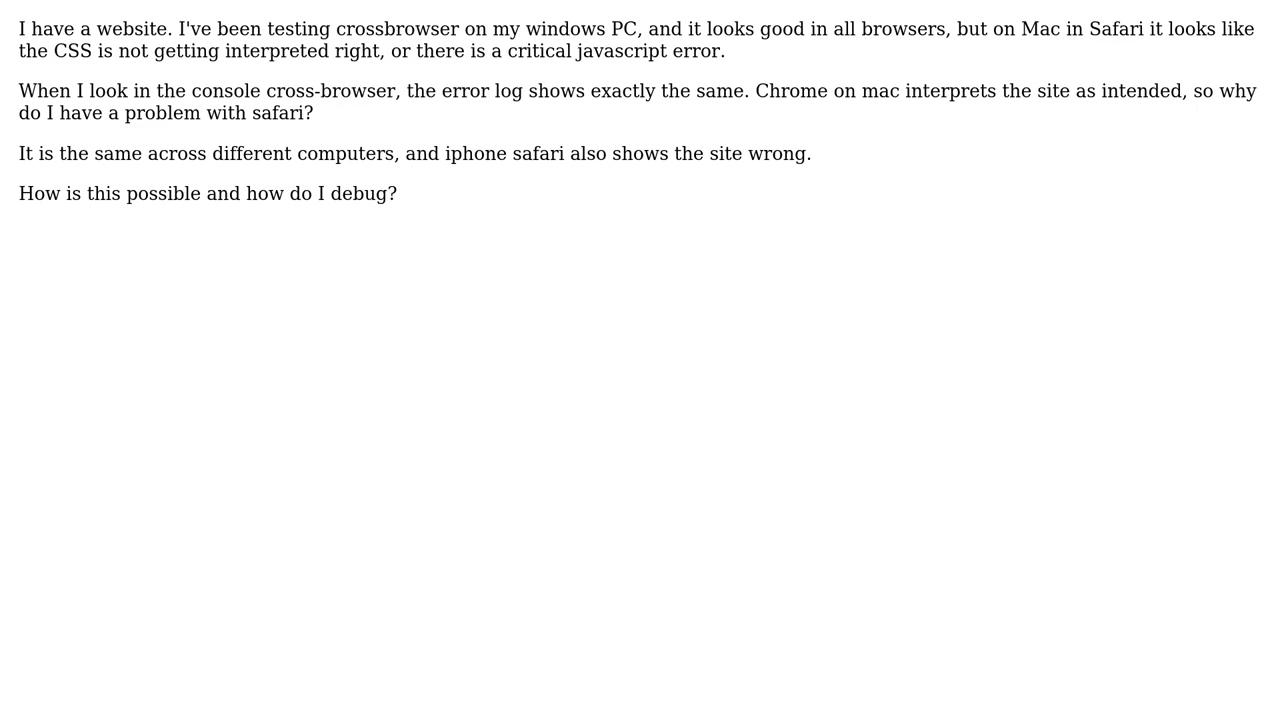 I have a website. I've been testing crossbrowser on my windows PC, and it looks good in all browsers, but on Mac in Safari it looks like
the CSS is not getting interpreted right, or there is a critical javascript error.
When I look in the console cross-browser, the error log shows exactly the same. Chrome on mac interprets the site as intended, so why
do I have a problem with safari?
It is the same across different computers, and iphone safari also shows the site wrong.
How is this possible and how do I debug?